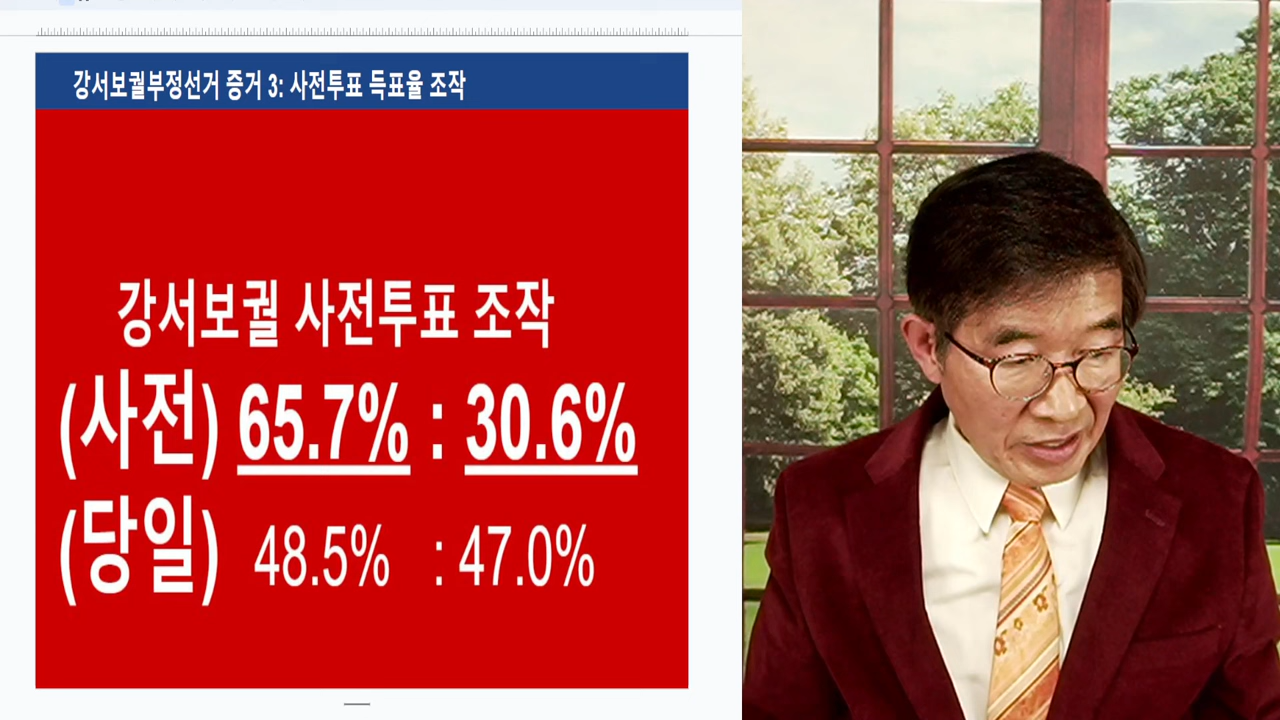 강서보궐부정선거 증거 3: 사전투표 득표율 조작
강서보궐 사전투표 조작
(사전) 65.7% : 30.6%
(당일) 48.5% : 47.0%